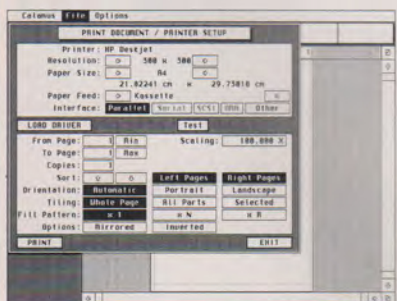 Calamus File Options
PRINT DOCUMENT / PRINTER SETUP
Printer: HP Deskjet
Resolution: 300 x 300
Paper Size: A4
21.02241 cm x 29.75810 cm
Paper Feed: Kassette
Interface: Parallel Serial SCSI DMA Other
LOAD DRIVER Test
From Page: 1 Min Scaling: 100.000 %
To Page: 1 Max
Copies: 1
Sort: Left Pages Right Pages
Orientation: Automatic Portrait Landscape
Tiling: Whole Page All Parts Selected
Fill Pattern: x 1 x N x R
Options: Mirrored Inverted
PRINT EXIT